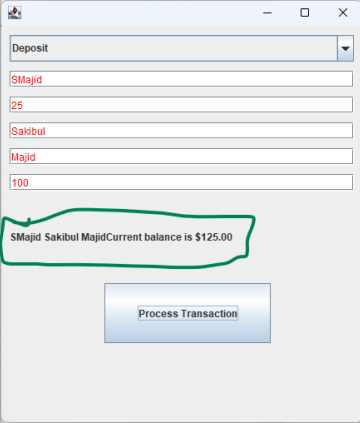 Deposit
SMajid
25
Sakibul
Majid
100
SMajid Sakibul MajidCurrent balance is $125.00
Process Transaction